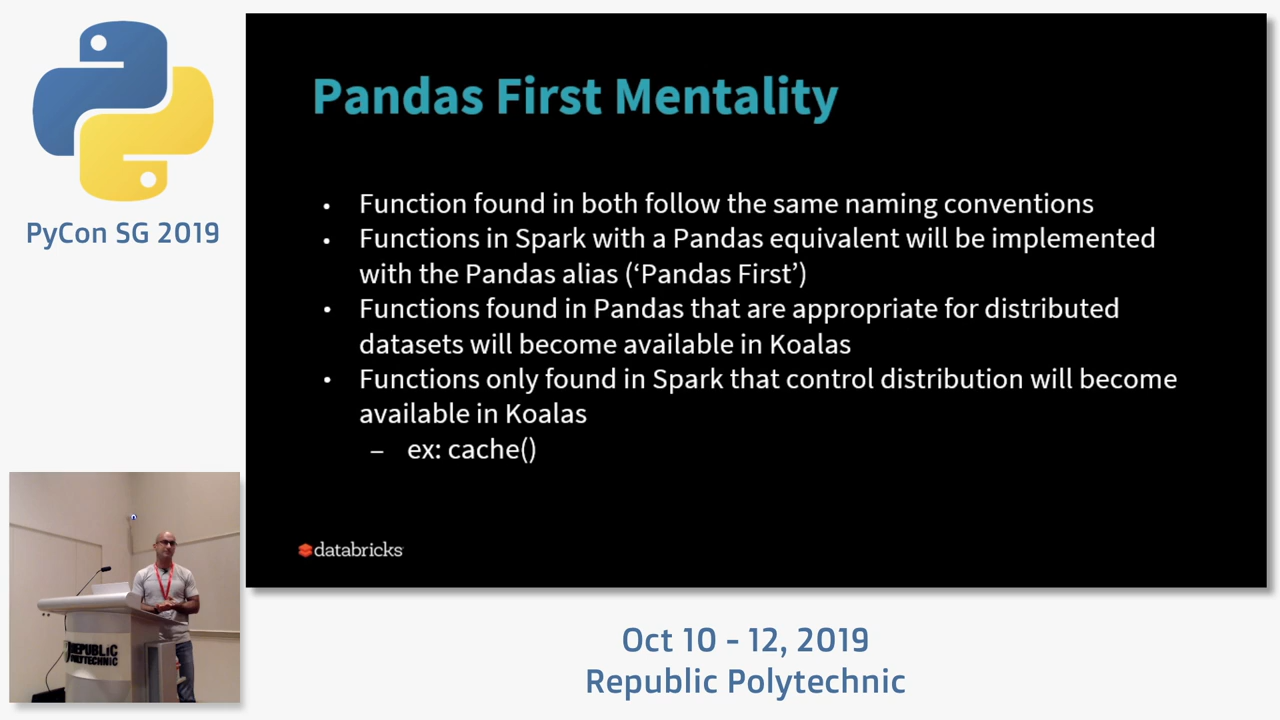 PyCon SG 2019
Pandas First Mentality
• Function found in both follow the same naming conventions
• Functions in Spark with a Pandas equivalent will be implemented
with the Pandas alias (‘Pandas First’)
• Functions found in Pandas that are appropriate for distributed
datasets will become available in Koalas
• Functions only found in Spark that control distribution will become
available in Koalas
– ex: cache()
databricks
REPUBLIC
POLYTECHNIC
Oct 10 - 12, 2019
Republic Polytechnic